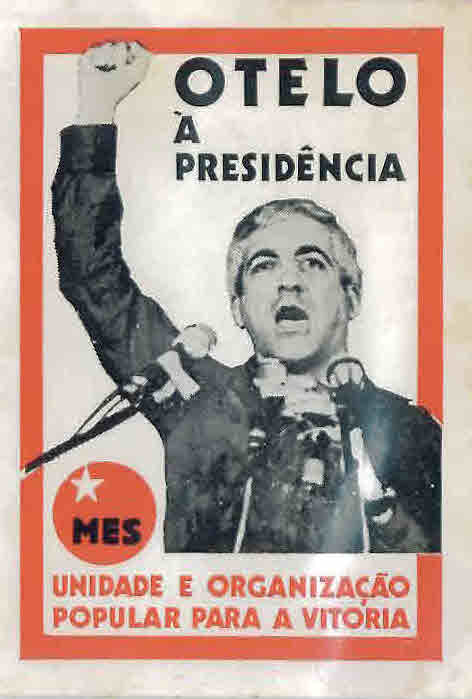 OTELO
À
PRESIDÊNCIA
MES
UNIDADE E ORGANIZAÇÃO
POPULAR PARA A VITÓRIA